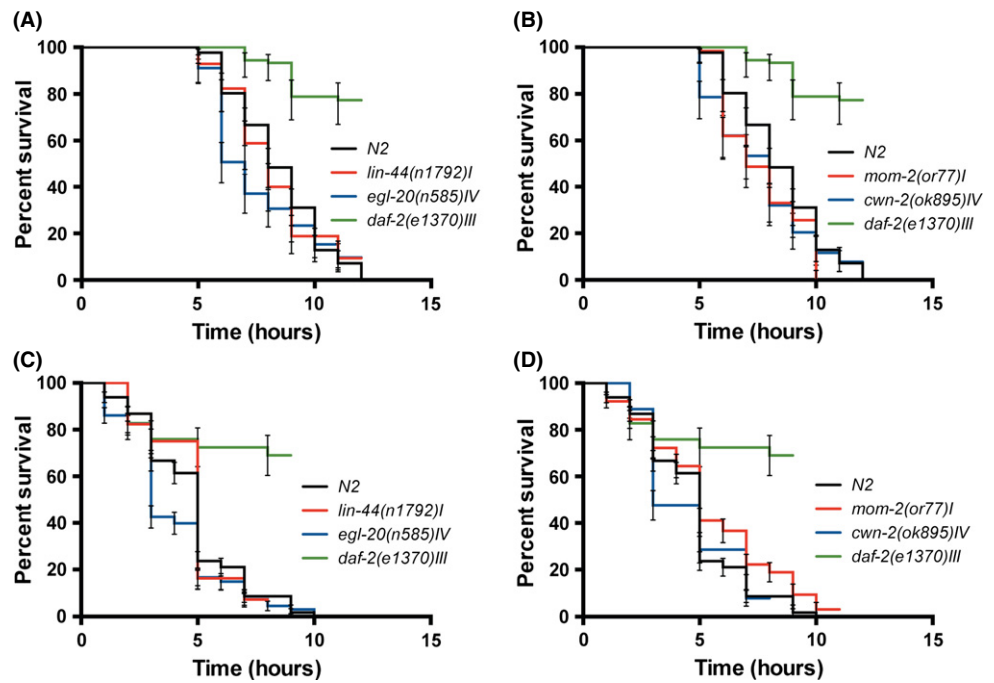 (A)
Percent survival
100
80
60
40
20
0
N2
lin-44(n1792)I
egl-20(n585)IV
daf-2(e1370)III
0 5 10 15
Time (hours)
(B)
Percent survival
100
80
60
40
20
0
N2
mom-2(or77)I
cwn-2(ok895)IV
daf-2(e1370)III
0 5 10 15
Time (hours)
(C)
Percent survival
100
80
60
40
20
0
N2
lin-44(n1792)I
egl-20(n585)IV
daf-2(e1370)III
0 5 10 15
Time (hours)
(D)
Percent survival
100
80
60
40
20
0
N2
mom-2(or77)I
cwn-2(ok895)IV
daf-2(e1370)III
0 5 10 15
Time (hours)